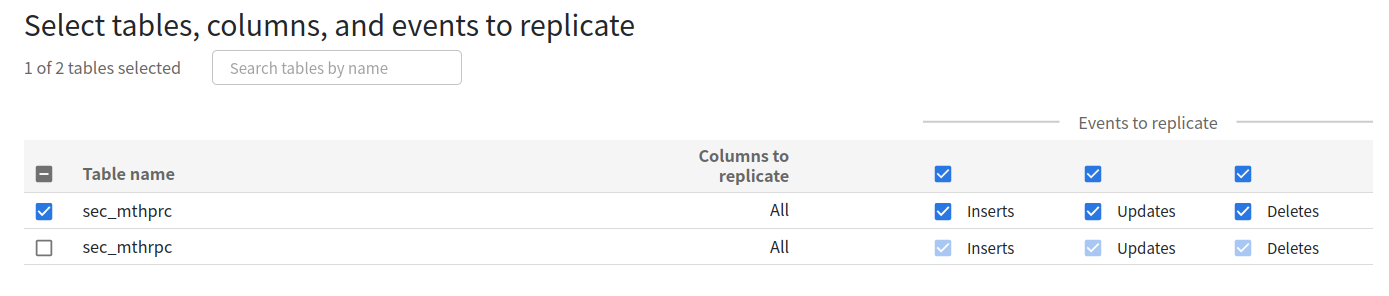 Select tables, columns, and events to replicate
1 of 2 tables selected Search tables by name
Events to replicate
Table name Columns to replicate
sec_mthprc All Inserts Updates Deletes
sec_mthrpc All Inserts Updates Deletes